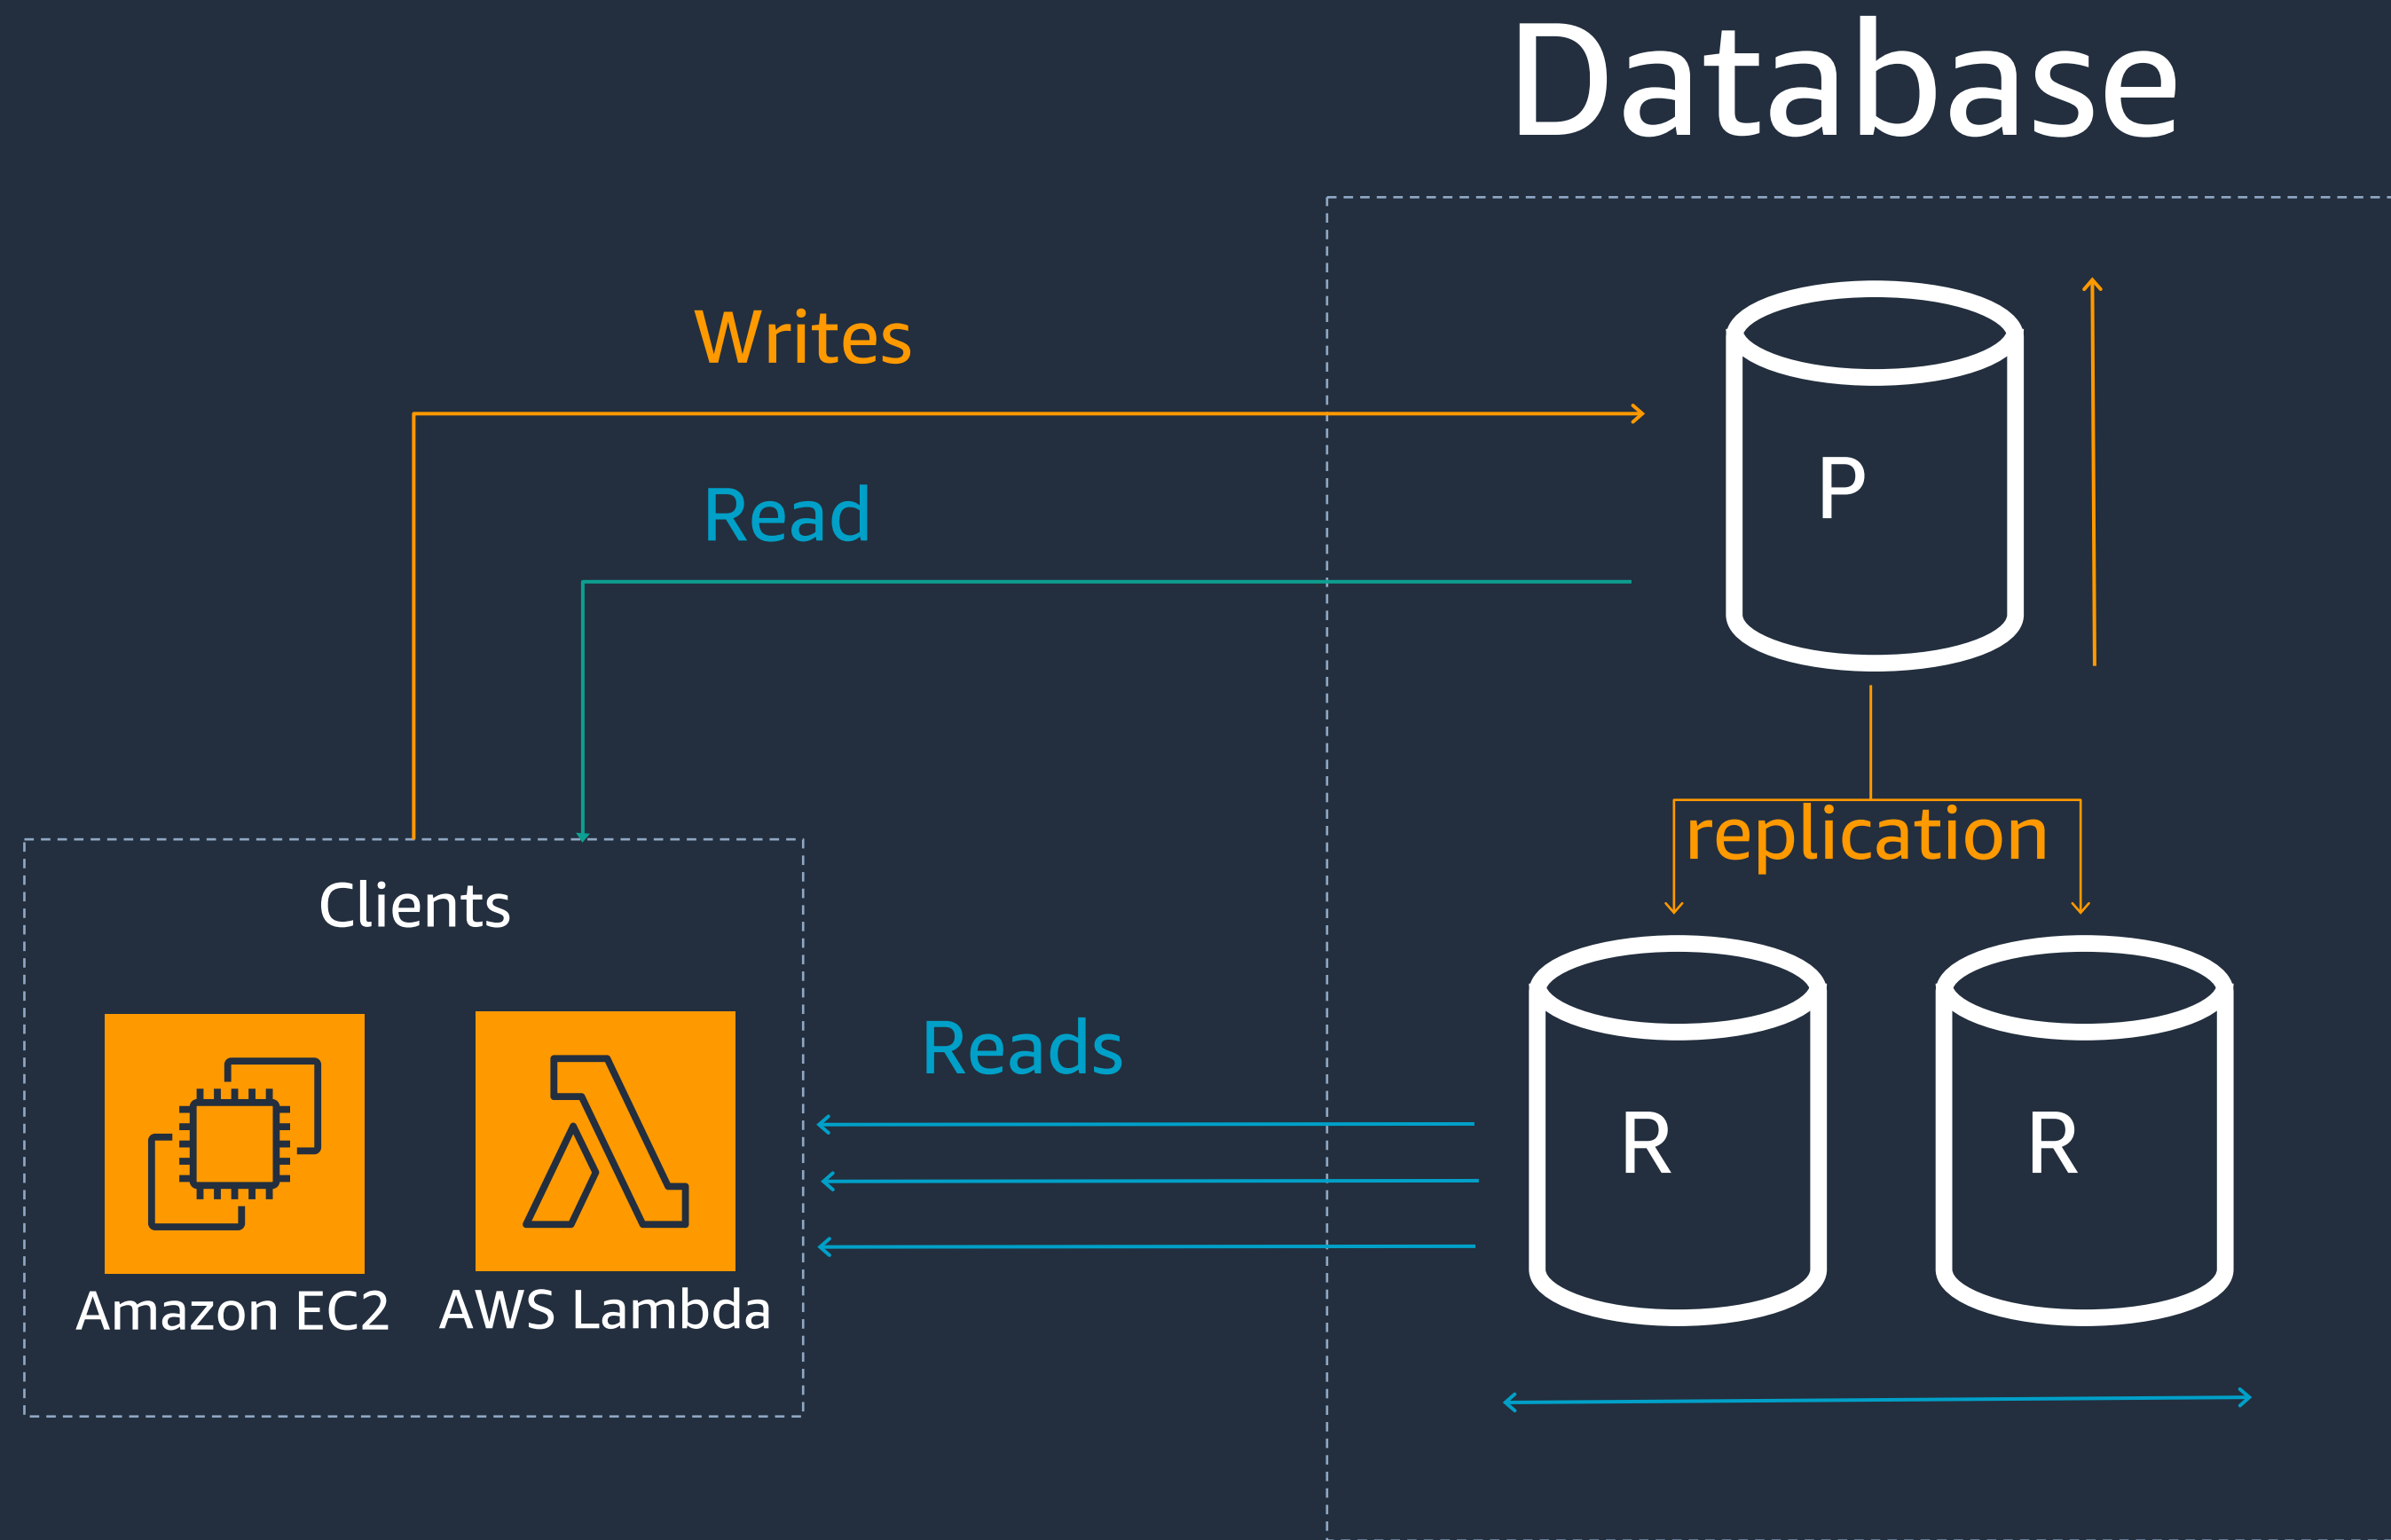 Database
Writes
P
Read
replication
Clients
Reads
R
R
Amazon EC2
AWS Lambda